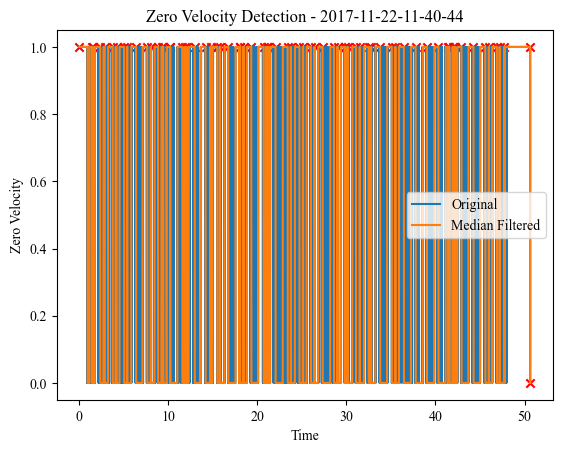 Zero Velocity Detection - 2017-11-22-11-40-44
1.0
0.8
0.6
0.4
0.2
0.0
Zero Velocity
Original
Median Filtered
0 10 20 30 40 50
Time